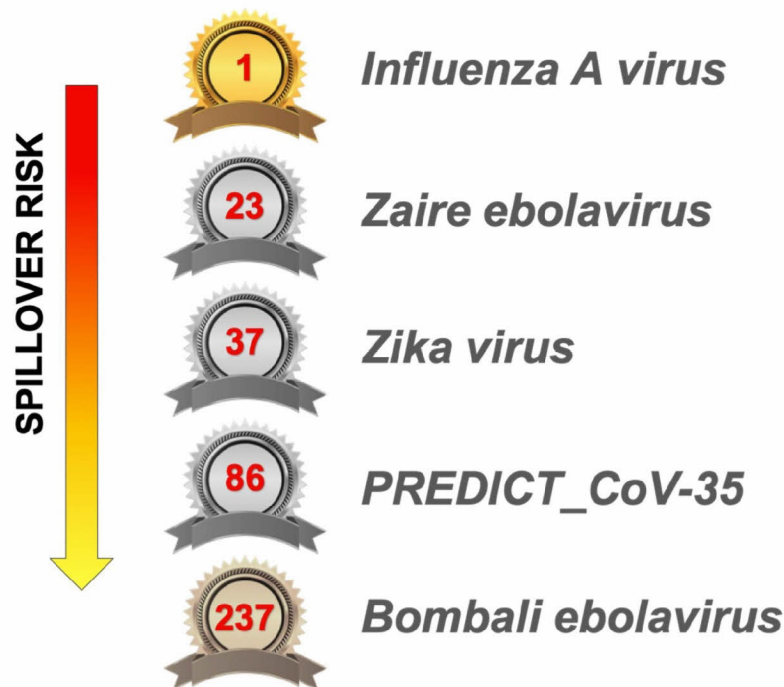 SPILLOVER RISK
1
Influenza A virus
23
Zaire ebolavirus
37
Zika virus
86
PREDICT_CoV-35
237
Bombali ebolavirus